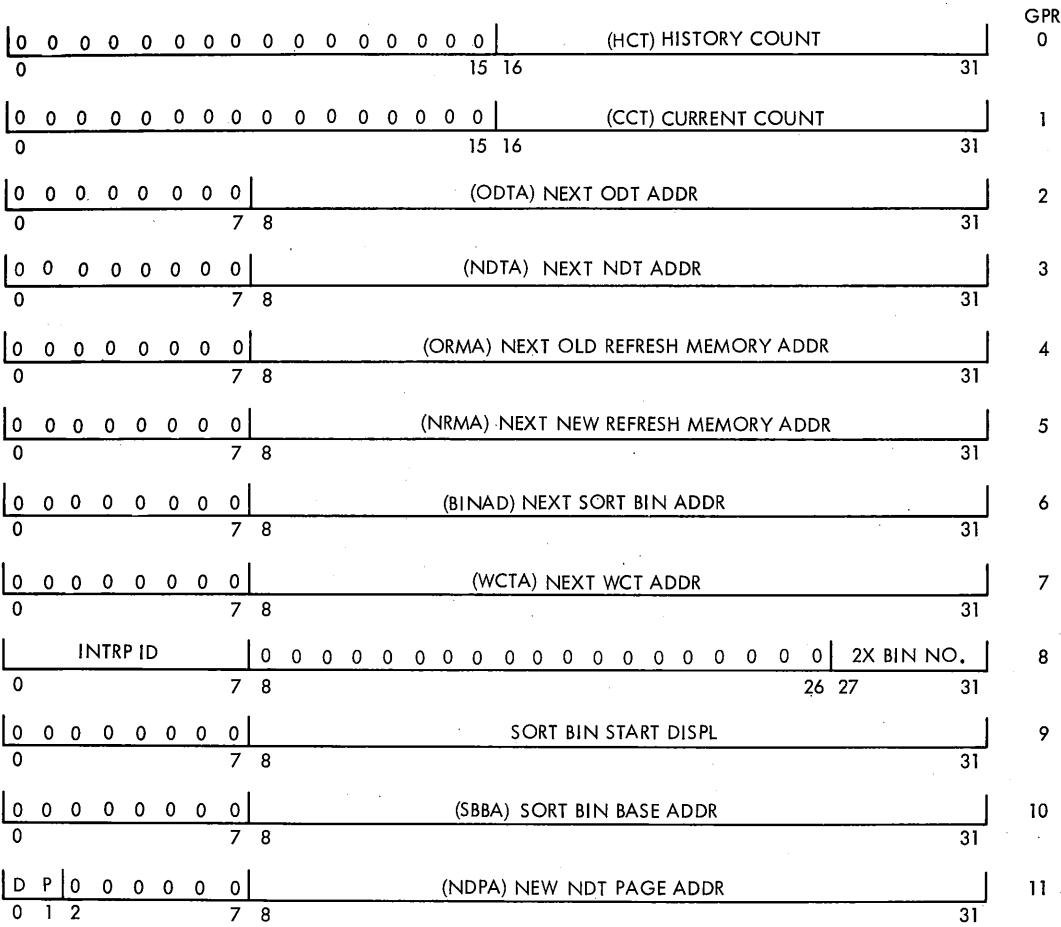 GPR
0 0 0 0 0 0 0 0 0 0 0 0 0 0 0 0 (HCT) HISTORY COUNT 0
0 15 16 31
0 0 0 0 0 0 0 0 0 0 0 0 0 0 0 0 (CCT) CURRENT COUNT 1
0 15 16 31
0 0 0 0 0 0 0 0 (ODTA) NEXT ODT ADDR 2
0 7 8 31
0 0 0 0 0 0 0 0 (NDTA) NEXT NDT ADDR 3
0 7 8 31
0 0 0 0 0 0 0 0 (ORMA) NEXT OLD REFRESH MEMORY ADDR 4
0 7 8 31
0 0 0 0 0 0 0 0 (NRMA) NEXT NEW REFRESH MEMORY ADDR 5
0 7 8 31
0 0 0 0 0 0 0 0 (BINAD) NEXT SORT BIN ADDR 6
0 7 8 31
0 0 0 0 0 0 0 0 (WCTA) NEXT WCT ADDR 7
0 7 8 31
INTRP ID 0 0 0 0 0 0 0 0 0 0 0 0 0 0 0 0 0 0 0 2X BIN NO. 8
0 7 8 26 27 31
0 0 0 0 0 0 0 0 SORT BIN START DISPL 9
0 7 8 31
0 0 0 0 0 0 0 0 (SBBA) SORT BIN BASE ADDR 10
0 7 8 31
D P 0 0 0 0 0 0 (NDPA) NEW NDT PAGE ADDR 11
0 1 2 7 8 31